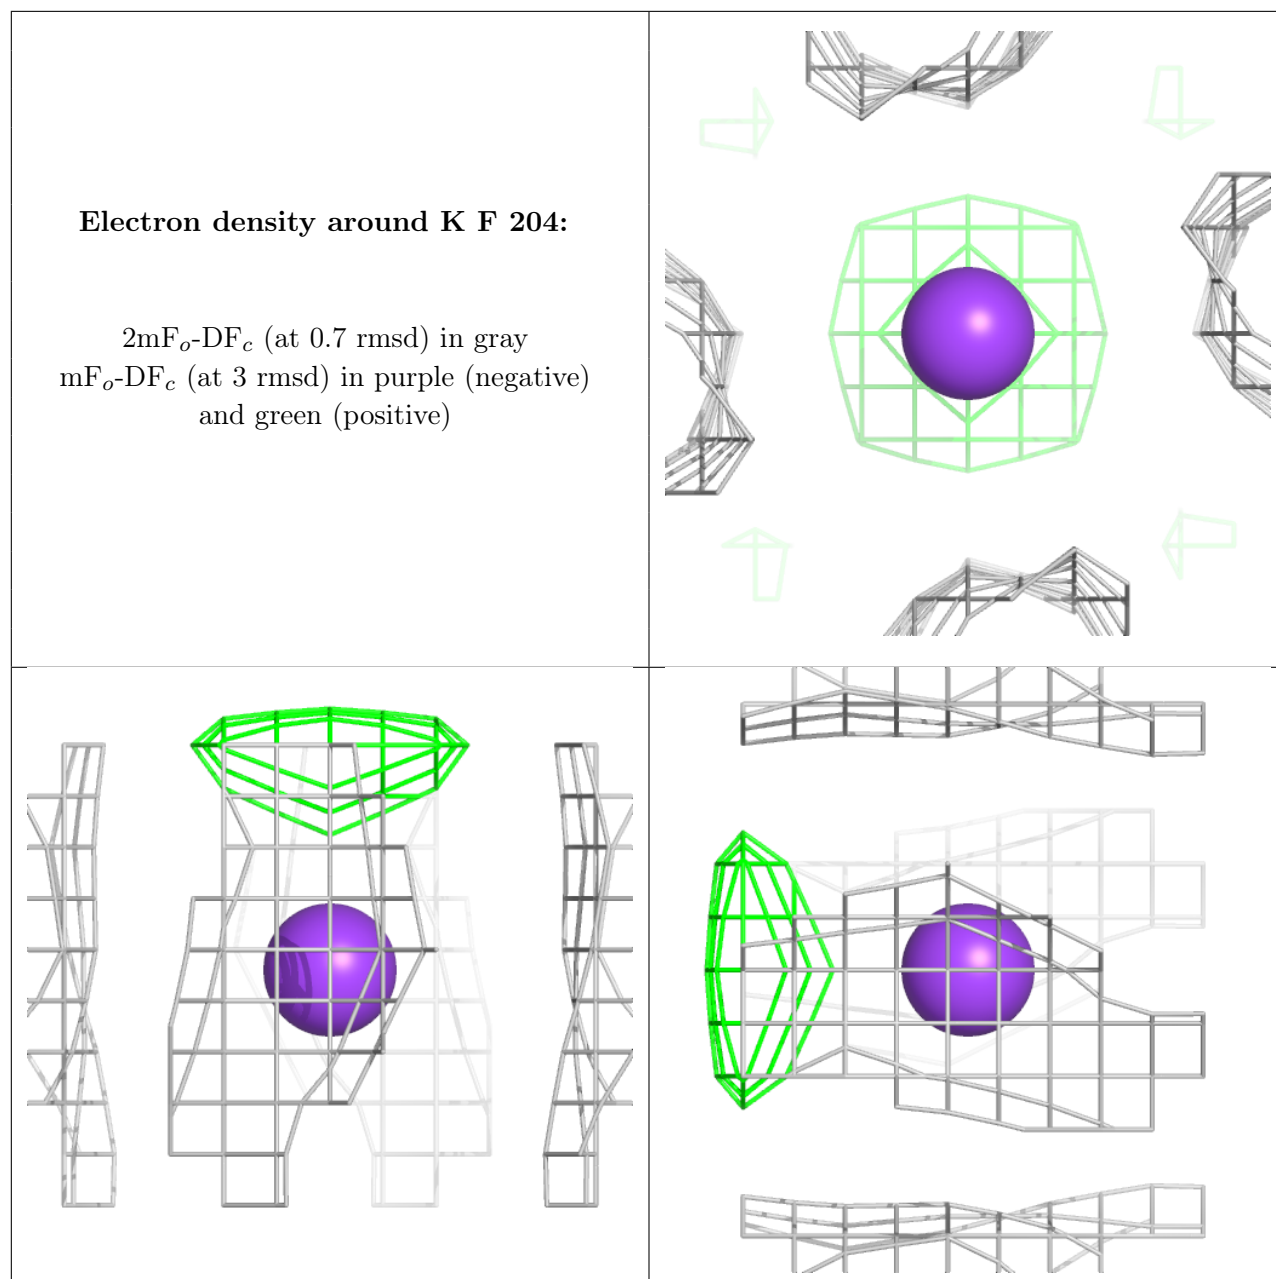 Electron density around K F 204:
2mFo-DFc (at 0.7 rmsd) in gray
mFo-DFc (at 3 rmsd) in purple (negative)
and green (positive)